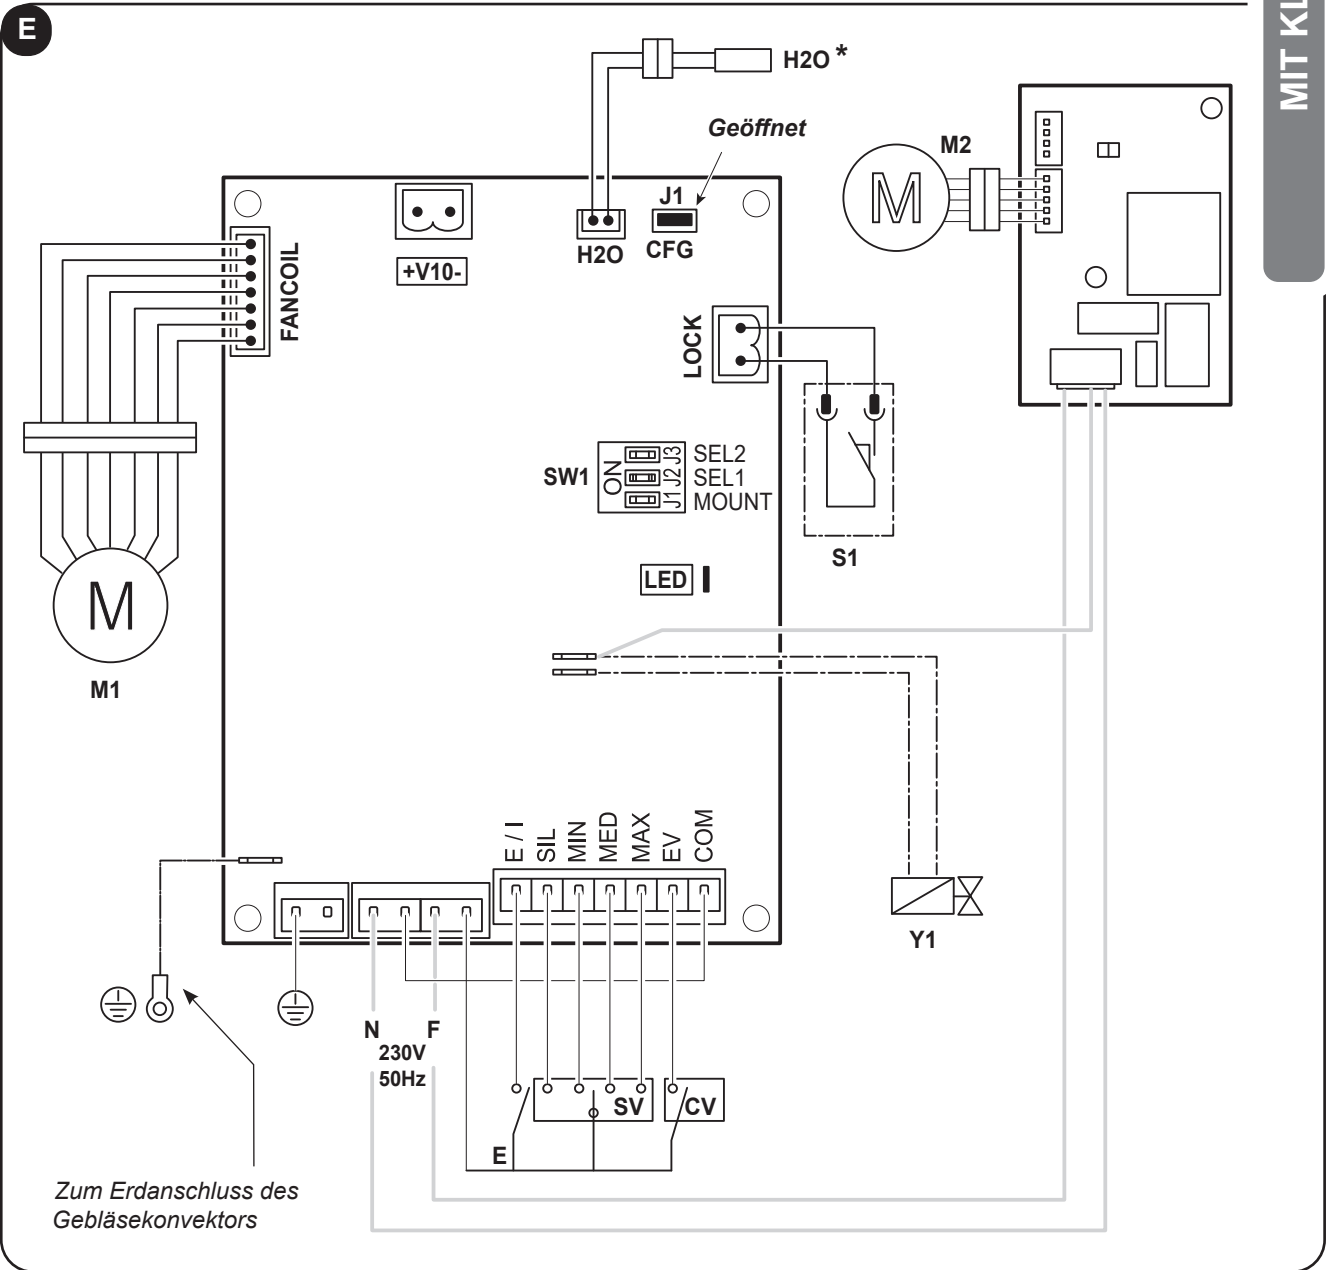 E
MIT KL
H2O *
Geöffnet
M2
M
J1
H2O
CFG
+V10-
FANCOIL
LOCK
SW1
ON
J3 SEL2
J2 SEL1
J1 MOUNT
S1
LED
M
M1
E / I
SIL
MIN
MED
MAX
EV
COM
Y1
N
F
230V
50Hz
SV
CV
E
Zum Erdanschluss des
Gebläsekonvektors